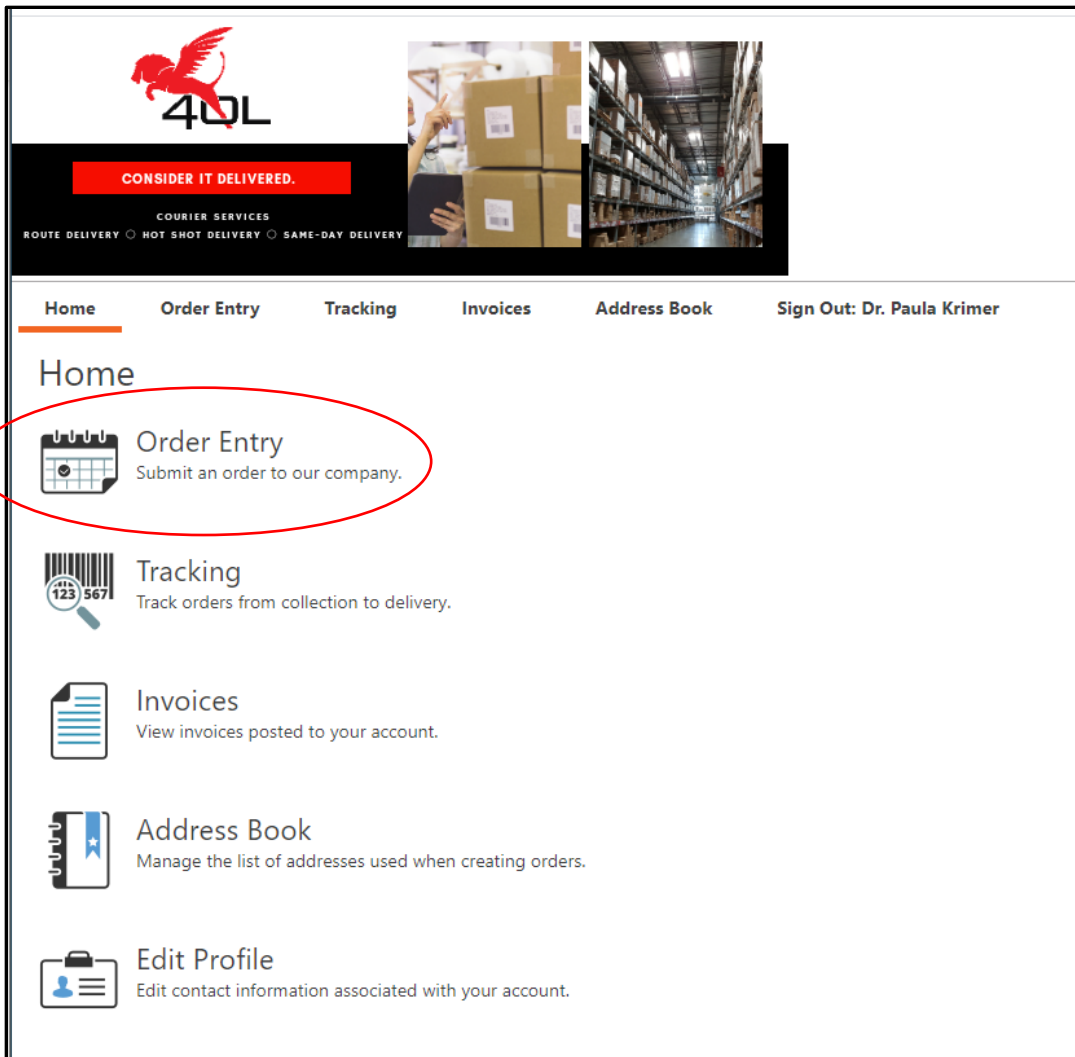 4QL
CONSIDER IT DELIVERED.
COURIER SERVICES
ROUTE DELIVERY ○ HOT SHOT DELIVERY ○ SAME-DAY DELIVERY
Home Order Entry Tracking Invoices Address Book Sign Out: Dr. Paula Krimer
Home
Order Entry
Submit an order to our company.
123 567
Tracking
Track orders from collection to delivery.
Invoices
View invoices posted to your account.
Address Book
Manage the list of addresses used when creating orders.
Edit Profile
Edit contact information associated with your account.